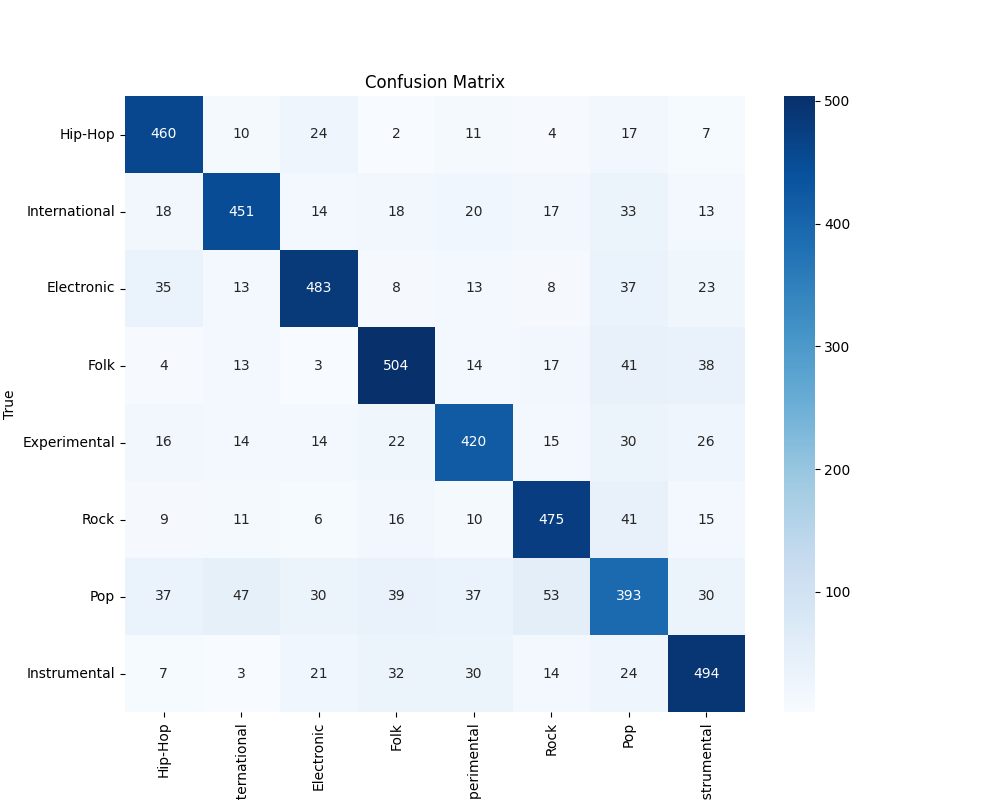 Confusion Matrix
Hip-Hop 460 10 24 2 11 4 17 7
International 18 451 14 18 20 17 33 13
Electronic 35 13 483 8 13 8 37 23
Folk 4 13 3 504 14 17 41 38
Experimental 16 14 14 22 420 15 30 26
Rock 9 11 6 16 10 475 41 15
Pop 37 47 30 39 37 53 393 30
Instrumental 7 3 21 32 30 14 24 494
True
Hip-Hop ternational Electronic Folk perimental Rock Pop strumental
500
400
300
200
100